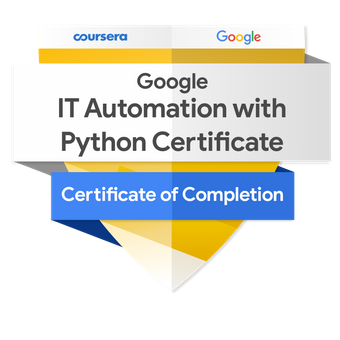 coursera Google
Google
IT Automation with
Python Certificate
Certificate of Completion